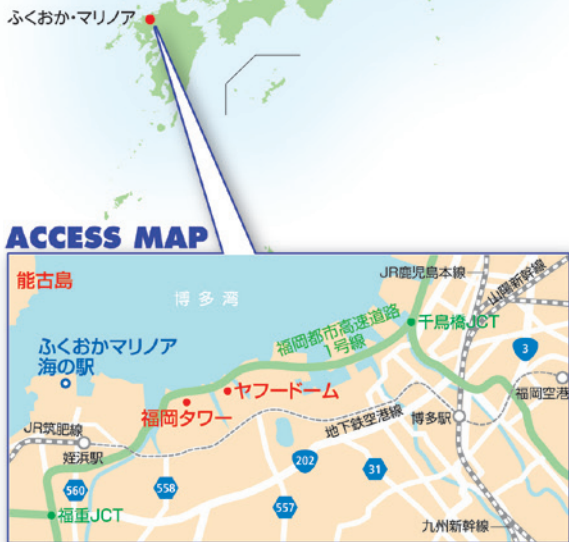 ふくおか・マリノア
ACCESS MAP
能古島
博多湾
JR鹿児島本線
山陽新幹線
福岡都市高速道路
1号線
千鳥橋JCT
3
ふくおかマリノア
海の駅
ヤフードーム
福岡タワー
福岡空港
地下鉄空港線
博多駅
JR筑肥線
姪浜駅
202
31
560
558
557
福重JCT
九州新幹線